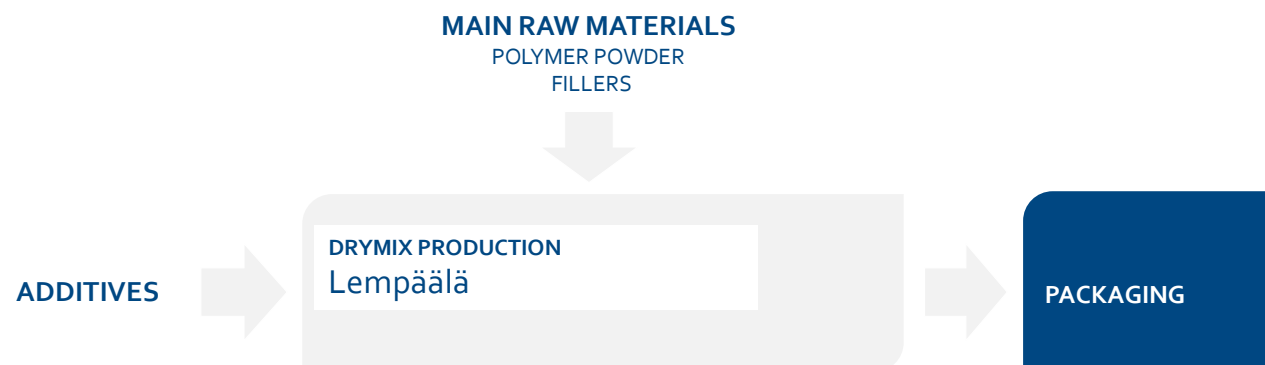 MAIN RAW MATERIALS
POLYMER POWDER
FILLERS
DRYMIX PRODUCTION
Lempäälä
ADDITIVES
PACKAGING